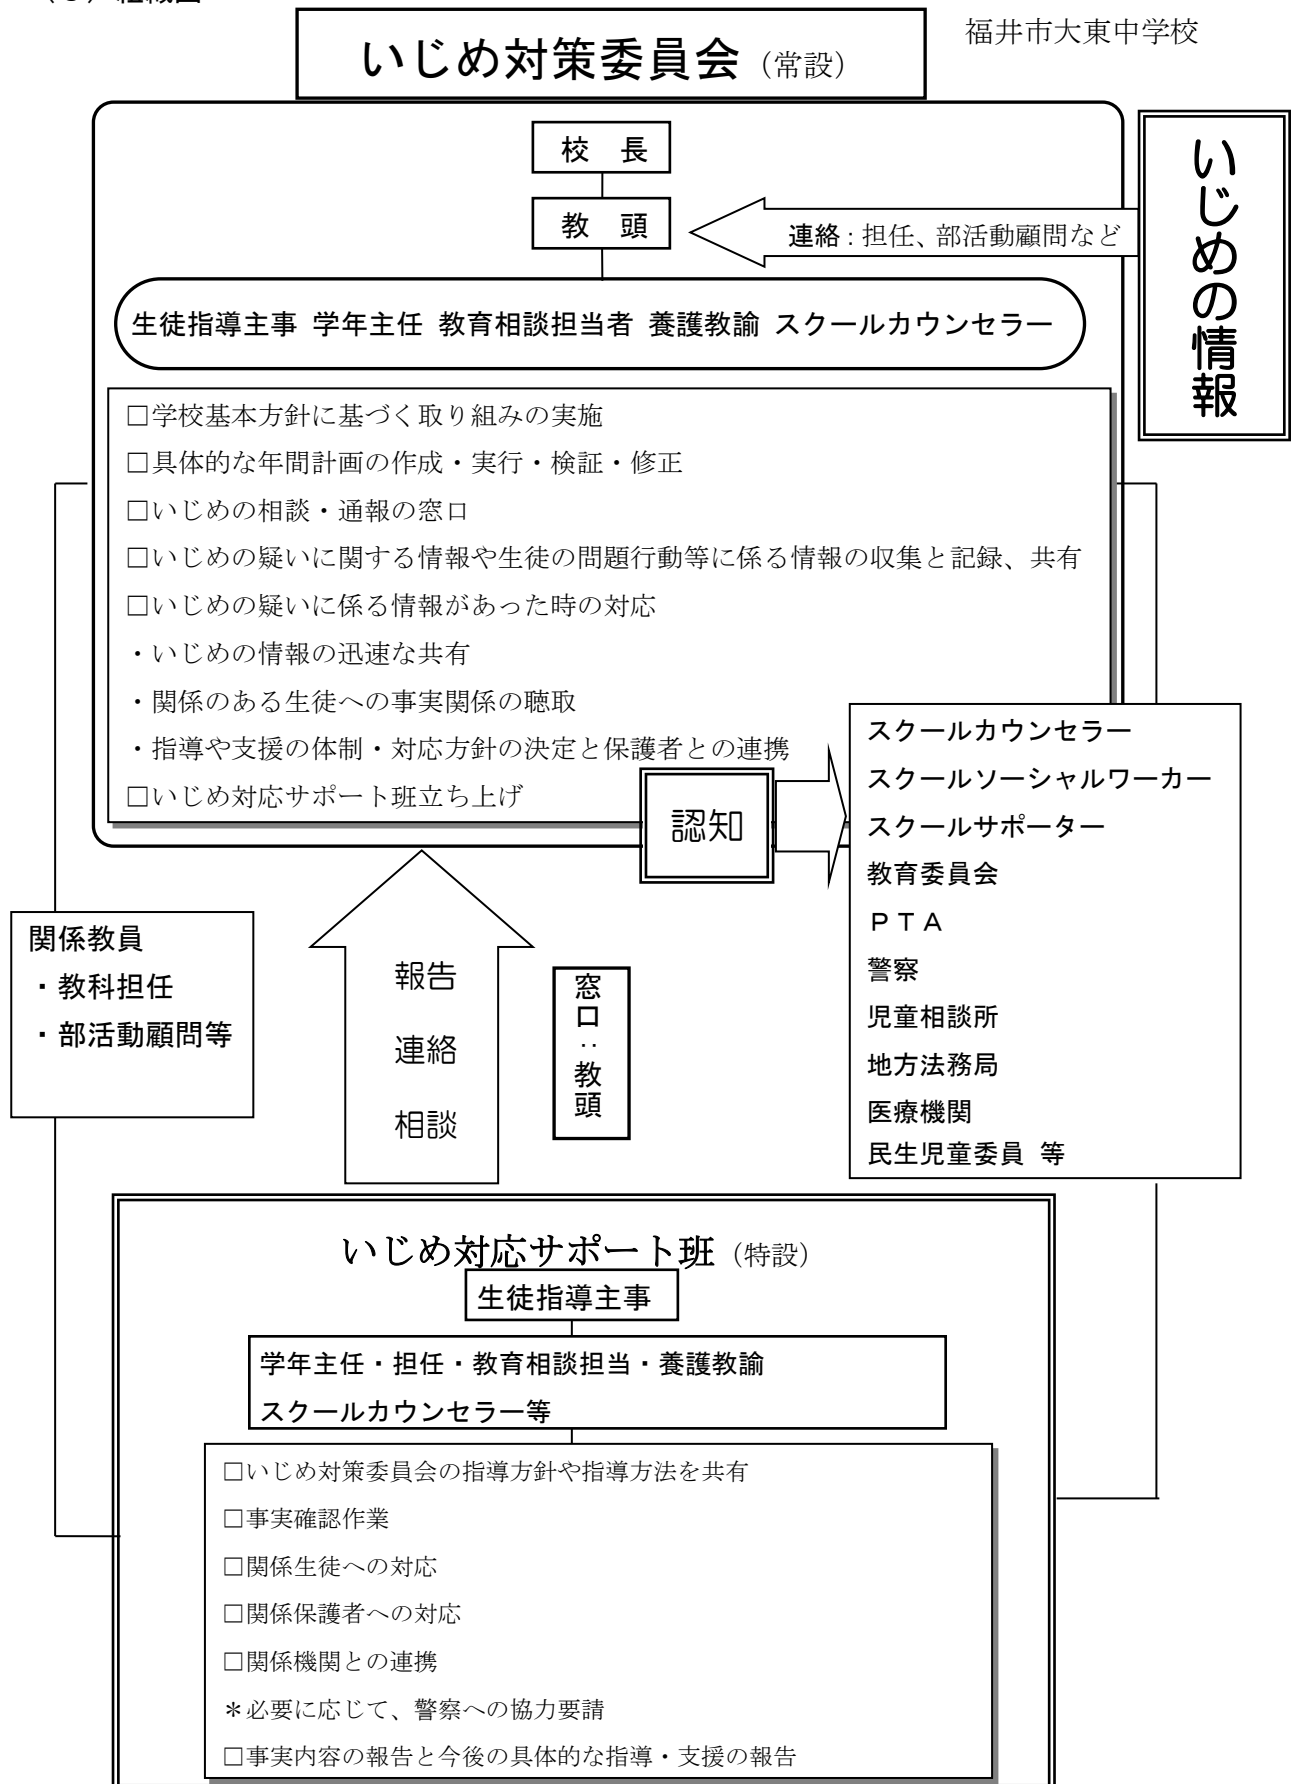 いじめ対策委員会（常設）
福井市大東中学校
校　長
教　頭
連絡：担任、部活動顧問など
いじめの情報
生徒指導主事 学年主任 教育相談担当者 養護教諭 スクールカウンセラー
□学校基本方針に基づく取り組みの実施
□具体的な年間計画の作成・実行・検証・修正
□いじめの相談・通報の窓口
□いじめの疑いに関する情報や生徒の問題行動等に係る情報の収集と記録、共有
□いじめの疑いに係る情報があった時の対応
・いじめの情報の迅速な共有
・関係のある生徒への事実関係の聴取
・指導や支援の体制・対応方針の決定と保護者との連携
□いじめ対応サポート班立ち上げ
認知
スクールカウンセラー
スクールソーシャルワーカー
スクールサポーター
教育委員会
ＰＴＡ
警察
児童相談所
地方法務局
医療機関
民生児童委員 等
関係教員
・教科担任
・部活動顧問等
報告
連絡
相談
窓口：教頭
いじめ対応サポート班（特設）
生徒指導主事
学年主任・担任・教育相談担当・養護教諭
スクールカウンセラー等
□いじめ対策委員会の指導方針や指導方法を共有
□事実確認作業
□関係生徒への対応
□関係保護者への対応
□関係機関との連携
＊必要に応じて、警察への協力要請
□事実内容の報告と今後の具体的な指導・支援の報告